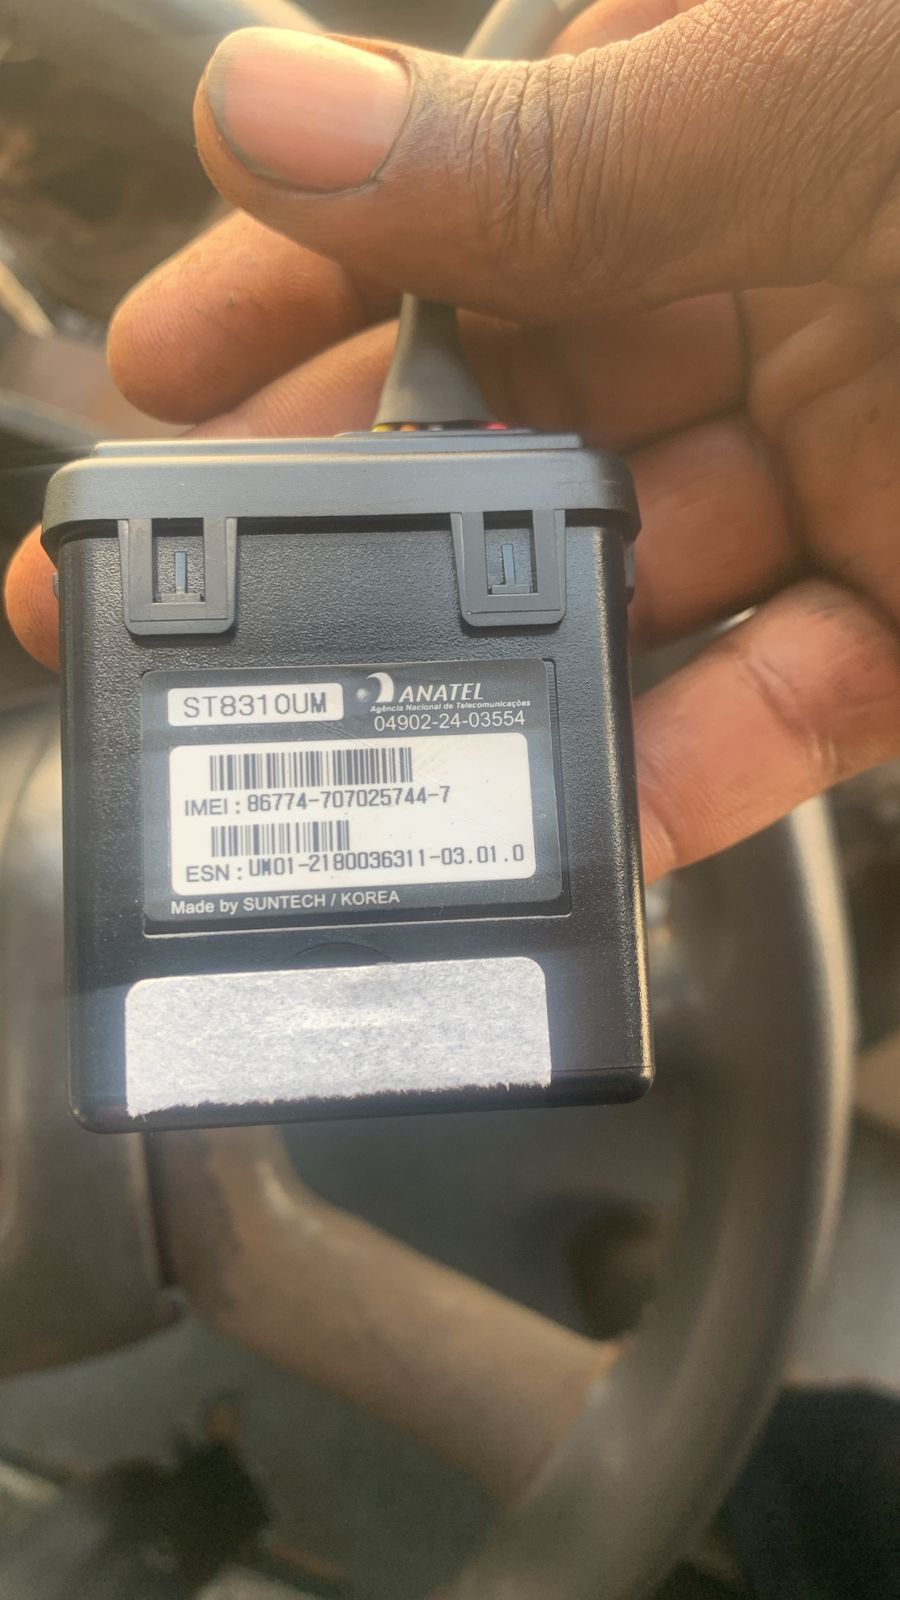 ST8310UM
ANATEL
Agência Nacional de Telecomunicações
04902-24-03554
IMEI : 86774-707025744-7
ESN : UM01-2180036311-03.01.0
Made by SUNTECH / KOREA